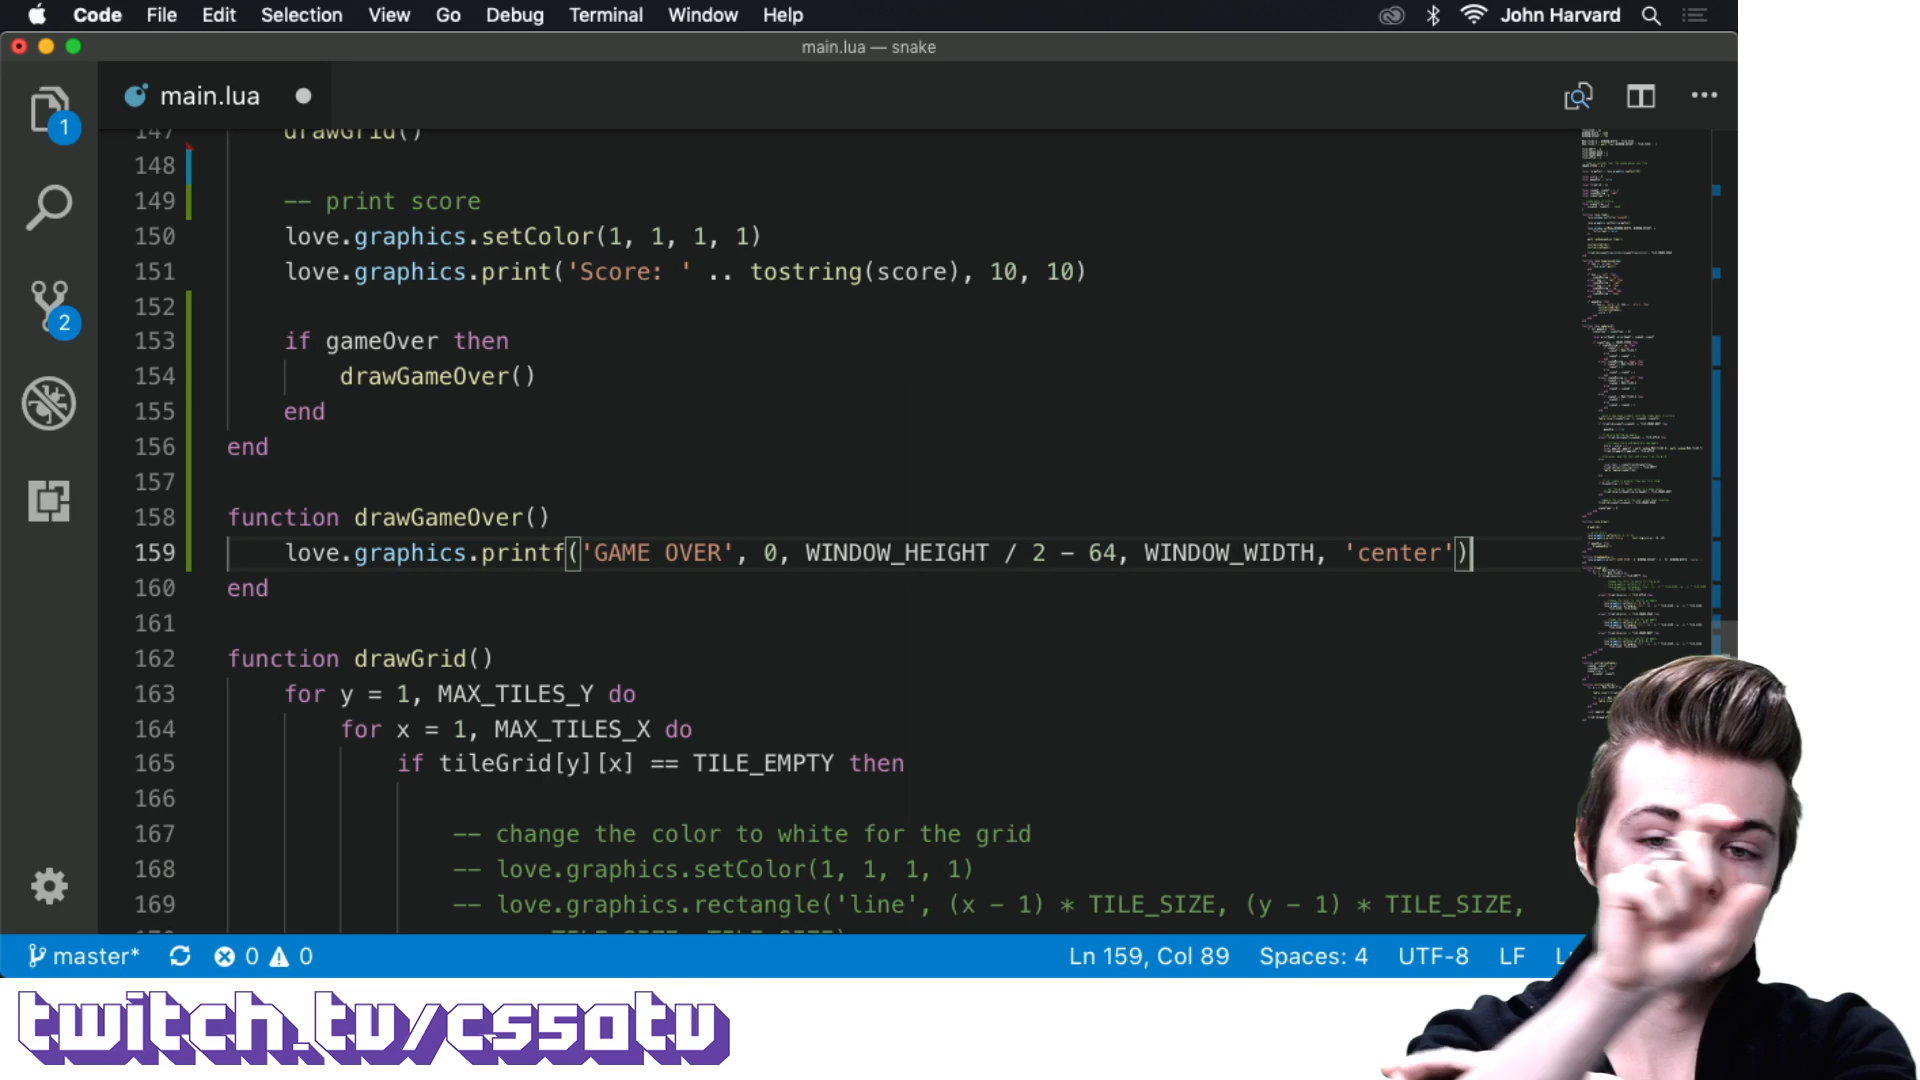 Code File Edit Selection View Go Debug Terminal Window Help John Harvard
main.lua — snake
main.lua
1
2
147 drawGrid()
148
149 -- print score
150 love.graphics.setColor(1, 1, 1, 1)
151 love.graphics.print('Score: ' .. tostring(score), 10, 10)
152
153 if gameOver then
154 drawGameOver()
155 end
156 end
157
158 function drawGameOver()
159 love.graphics.printf('GAME OVER', 0, WINDOW_HEIGHT / 2 - 64, WINDOW_WIDTH, 'center')
160 end
161
162 function drawGrid()
163 for y = 1, MAX_TILES_Y do
164 for x = 1, MAX_TILES_X do
165 if tileGrid[y][x] == TILE_EMPTY then
166
167 -- change the color to white for the grid
168 -- love.graphics.setColor(1, 1, 1, 1)
169 -- love.graphics.rectangle('line', (x - 1) * TILE_SIZE, (y - 1) * TILE_SIZE,
master* 0 0 Ln 159, Col 89 Spaces: 4 UTF-8 LF
twitch.tv/cs50tv